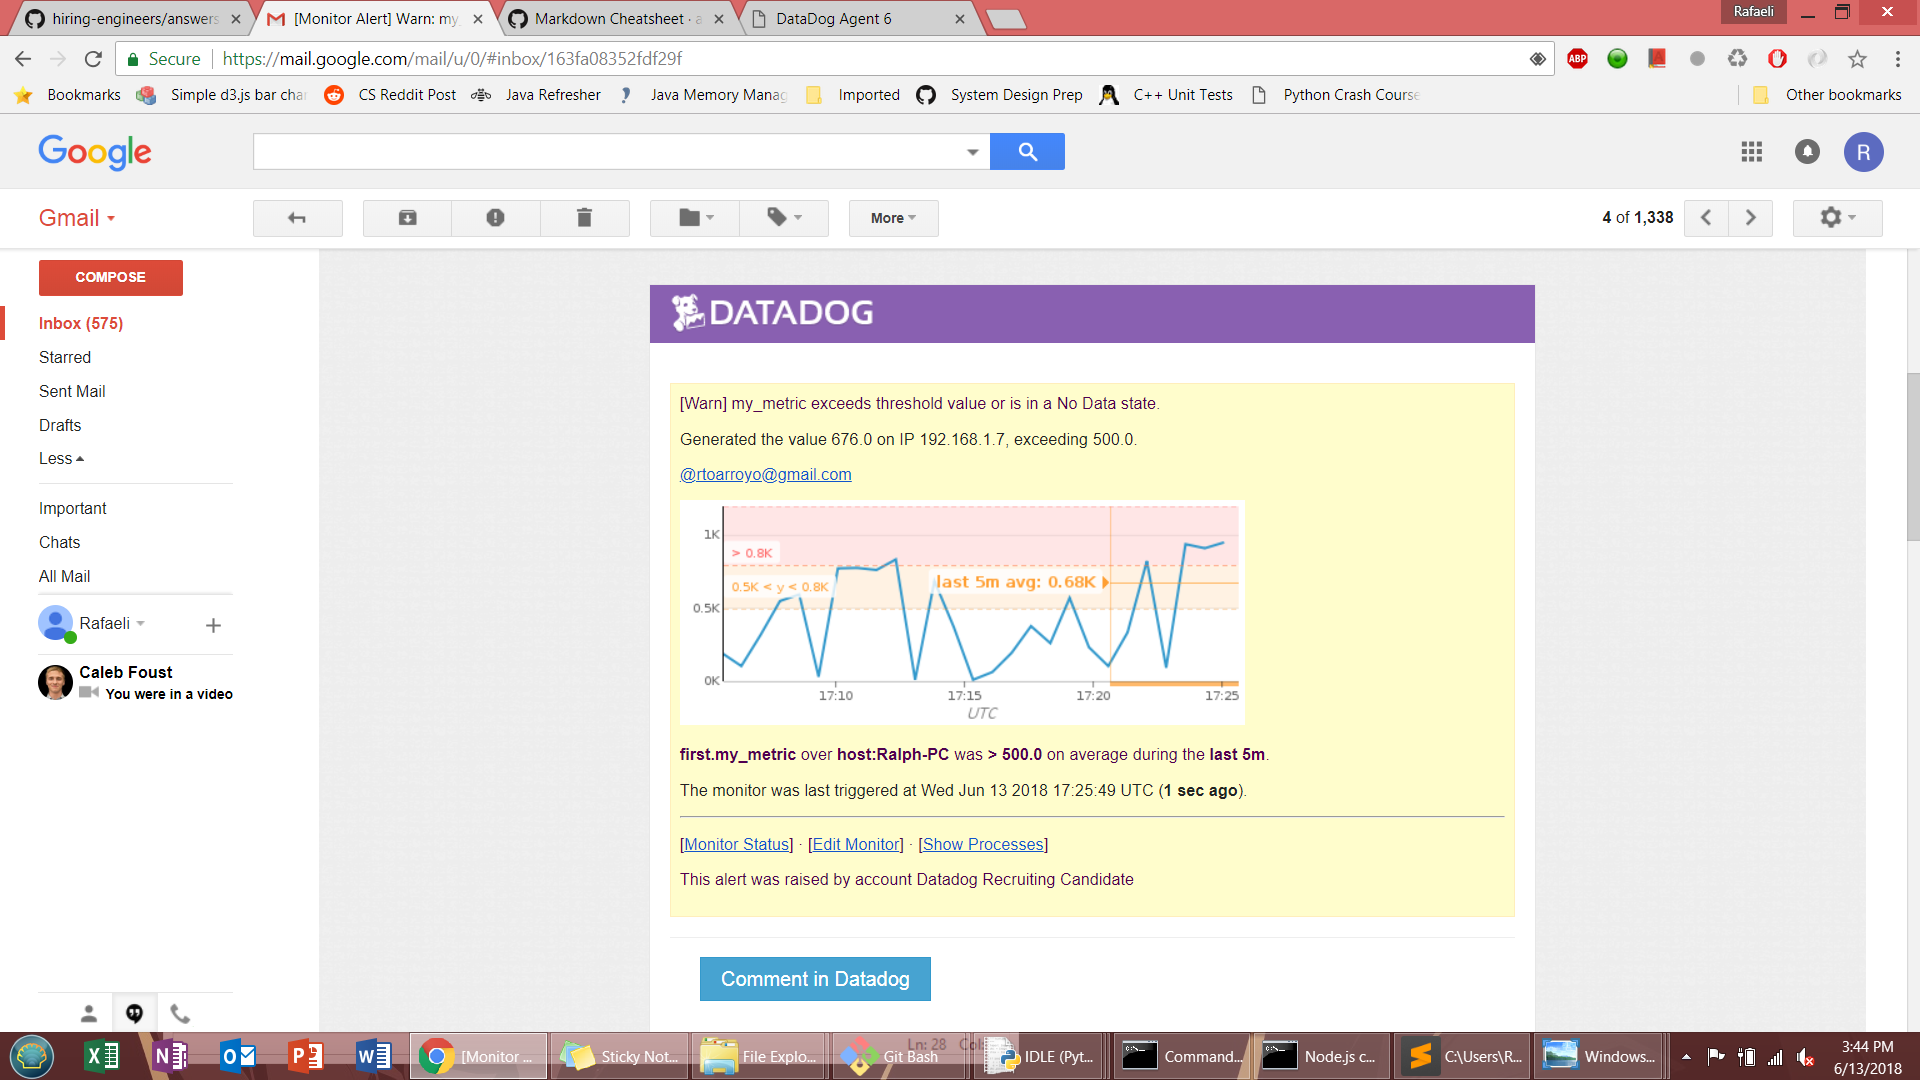 hiring-engineers/answers
[Monitor Alert] Warn: my_
Markdown Cheatsheet · a
DataDog Agent 6
Rafaeli
Secure
https://mail.google.com/mail/u/0/#inbox/163fa08352fdf29f
ABP
Bookmarks
Simple d3.js bar char
CS Reddit Post
Java Refresher
Java Memory Manag
Imported
System Design Prep
C++ Unit Tests
Python Crash Course
Other bookmarks
Google
R
Gmail
More
4 of 1,338
COMPOSE
Inbox (575)
Starred
Sent Mail
Drafts
Less
Important
Chats
All Mail
Rafaeli
Caleb Foust
You were in a video
DATADOG
[Warn] my_metric exceeds threshold value or is in a No Data state.
Generated the value 676.0 on IP 192.168.1.7, exceeding 500.0.
@rtoarroyo@gmail.com
1K
> 0.8K
0.5K < y < 0.8K
last 5m avg: 0.68K
0.5K
0K
17:10
17:15
17:20
17:25
UTC
first.my_metric over host:Ralph-PC was > 500.0 on average during the last 5m.
The monitor was last triggered at Wed Jun 13 2018 17:25:49 UTC (1 sec ago).
[Monitor Status] · [Edit Monitor] · [Show Processes]
This alert was raised by account Datadog Recruiting Candidate
Comment in Datadog
[Monitor ...
Sticky Not...
File Explo...
Git Bash
Ln: 28
IDLE (Pyt...
Command...
Node.js c...
C:\Users\R...
Windows...
3:44 PM
6/13/2018